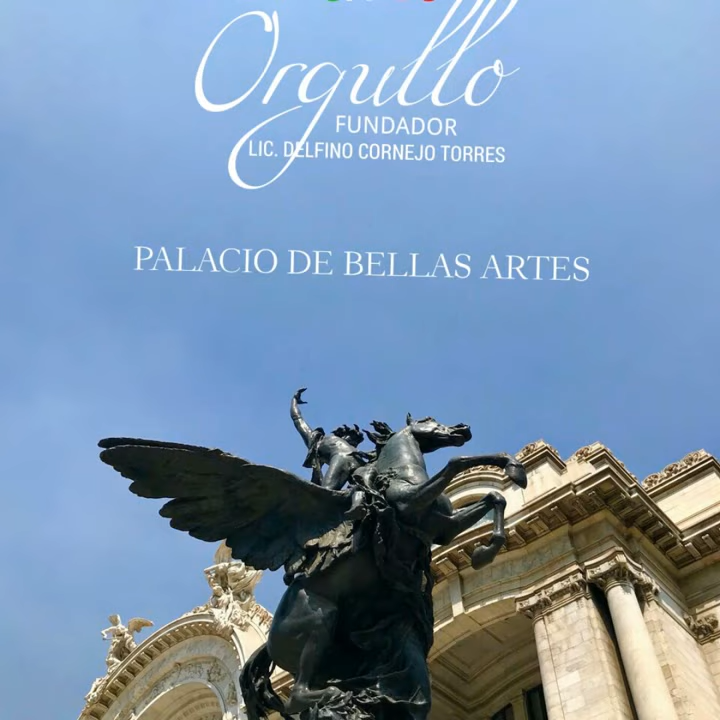 Orgullo
FUNDADOR
LIC. DELFINO CORNEJO TORRES
PALACIO DE BELLAS ARTES